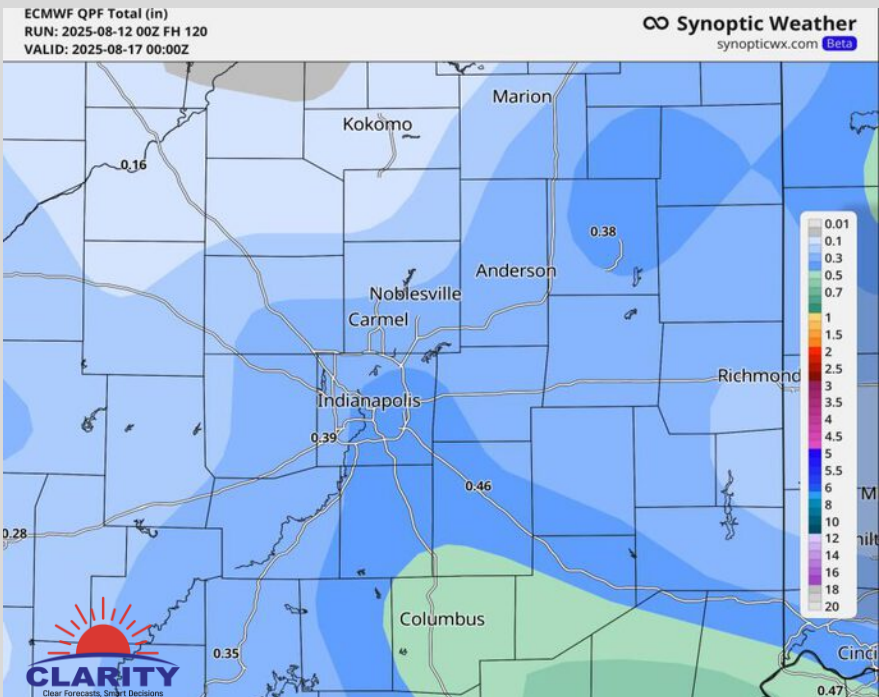 ECMWF QPF Total (in)
RUN: 2025-08-12 00Z FH 120
VALID: 2025-08-17 00:00Z
Synoptic Weather
synopticwx.com Beta
Marion
Kokomo
0.16
0.38
Anderson
Noblesville
Carmel
Richmond
Indianapolis
0.39
0.46
0.28
Columbus
0.35
0.47
M
hilt
Cinci
0.01
0.1
0.3
0.5
0.7
1
1.5
2
2.5
3
3.5
4
4.5
5
5.5
6
8
10
12
14
16
18
20
CLARITY
Clear Forecasts, Smart Decisions